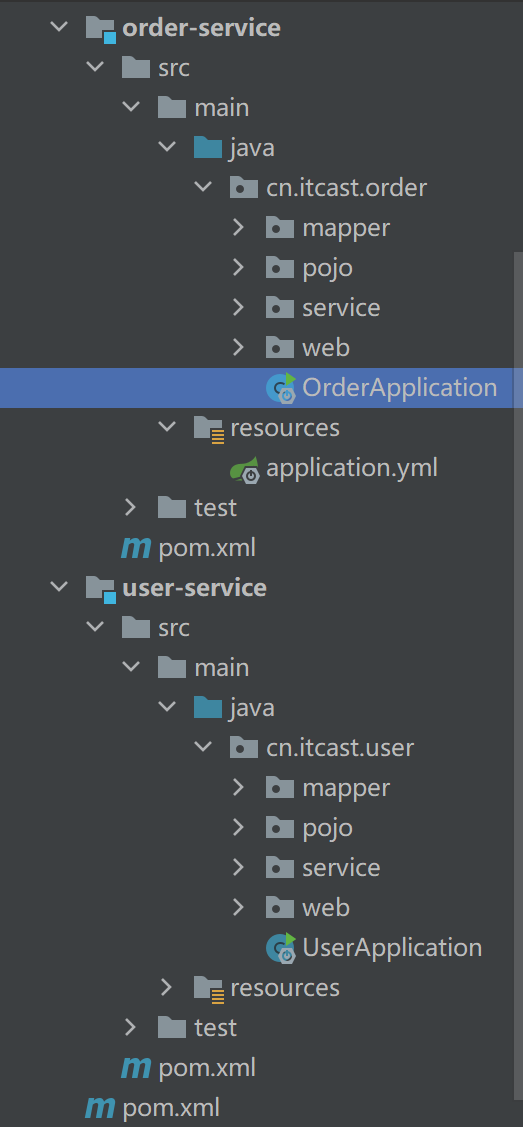 order-service
src
main
java
cn.itcast.order
mapper
pojo
service
web
OrderApplication
resources
application.yml
test
m pom.xml
user-service
src
main
java
cn.itcast.user
mapper
pojo
service
web
UserApplication
resources
test
m pom.xml
m pom.xml